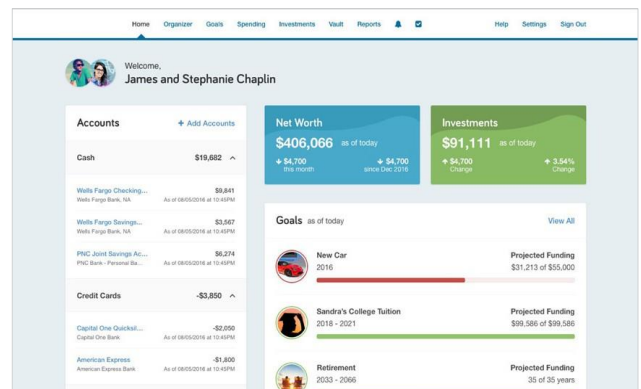 Home Organizer Goals Spending Investments Vault Reports Help Settings Sign Out
Welcome,
James and Stephanie Chaplin
Accounts + Add Accounts
Cash $19,682
Wells Fargo Checking... $9,841
Wells Fargo Bank, NA As of 08/05/2016 at 10:45PM
Wells Fargo Savings... $3,567
Wells Fargo Bank, NA As of 08/05/2016 at 10:45PM
PNC Joint Savings Ac... $6,274
PNC Bank - Personal Ba... As of 08/05/2016 at 10:45PM
Credit Cards -$3,850
Capital One Quicksil... -$2,050
Capital One Bank As of 08/05/2016 at 10:45PM
American Express -$1,800
American Express Bank As of 08/05/2016 at 10:45PM
Net Worth
$406,066 as of today
$4,700 $4,700
this month since Dec 2016
Investments
$91,111 as of today
$4,700 3.54%
Change Change
Goals as of today View All
New Car Projected Funding
2016 $31,213 of $55,000
Sandra's College Tuition Projected Funding
2018 - 2021 $99,586 of $99,586
Retirement Projected Funding
2033 - 2066 35 of 35 years